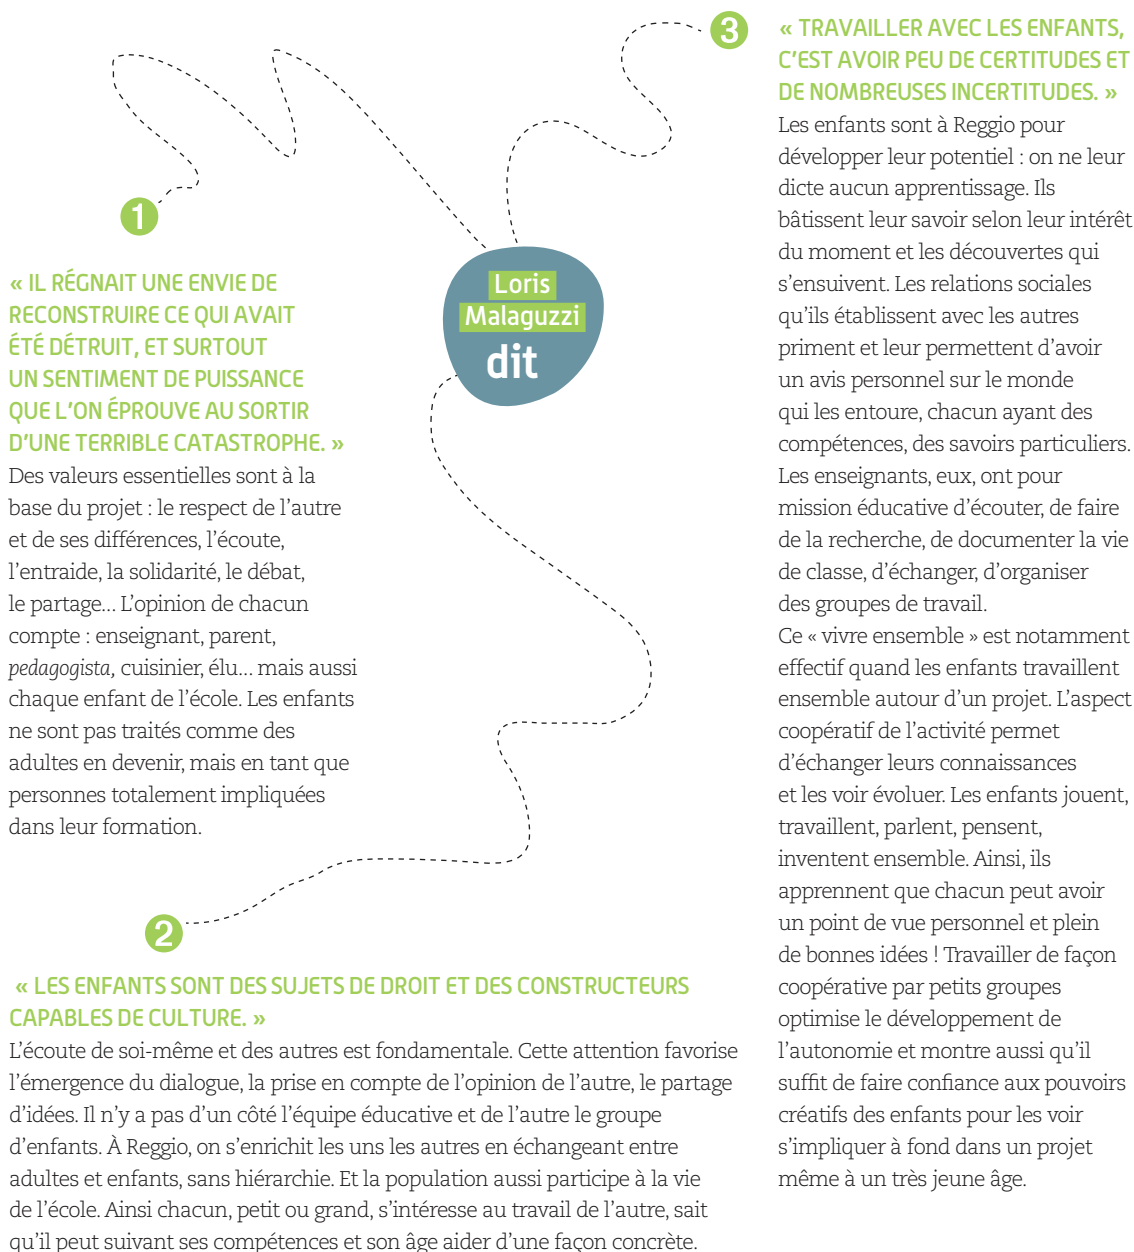 Loris
Malaguzzi
dit
1
« IL RÉGNAIT UNE ENVIE DE
RECONSTRUIRE CE QUI AVAIT
ÉTÉ DÉTRUIT, ET SURTOUT
UN SENTIMENT DE PUISSANCE
QUE L’ON ÉPROUVE AU SORTIR
D’UNE TERRIBLE CATASTROPHE. »
Des valeurs essentielles sont à la
base du projet : le respect de l’autre
et de ses différences, l’écoute,
l’entraide, la solidarité, le débat,
le partage... L’opinion de chacun
compte : enseignant, parent,
pedagogista, cuisinier, élu... mais aussi
chaque enfant de l’école. Les enfants
ne sont pas traités comme des
adultes en devenir, mais en tant que
personnes totalement impliquées
dans leur formation.
2
« LES ENFANTS SONT DES SUJETS DE DROIT ET DES CONSTRUCTEURS
CAPABLES DE CULTURE. »
L’écoute de soi-même et des autres est fondamentale. Cette attention favorise
l’émergence du dialogue, la prise en compte de l’opinion de l’autre, le partage
d’idées. Il n’y a pas d’un côté l’équipe éducative et de l’autre le groupe
d’enfants. À Reggio, on s’enrichit les uns les autres en échangeant entre
adultes et enfants, sans hiérarchie. Et la population aussi participe à la vie
de l’école. Ainsi chacun, petit ou grand, s’intéresse au travail de l’autre, sait
qu’il peut suivant ses compétences et son âge aider d’une façon concrète.
3
« TRAVAILLER AVEC LES ENFANTS,
C’EST AVOIR PEU DE CERTITUDES ET
DE NOMBREUSES INCERTITUDES. »
Les enfants sont à Reggio pour
développer leur potentiel : on ne leur
dicte aucun apprentissage. Ils
bâtissent leur savoir selon leur intérêt
du moment et les découvertes qui
s’ensuivent. Les relations sociales
qu’ils établissent avec les autres
priment et leur permettent d’avoir
un avis personnel sur le monde
qui les entoure, chacun ayant des
compétences, des savoirs particuliers.
Les enseignants, eux, ont pour
mission éducative d’écouter, de faire
de la recherche, de documenter la vie
de classe, d’échanger, d’organiser
des groupes de travail.
Ce « vivre ensemble » est notamment
effectif quand les enfants travaillent
ensemble autour d’un projet. L’aspect
coopératif de l’activité permet
d’échanger leurs connaissances
et les voir évoluer. Les enfants jouent,
travaillent, parlent, pensent,
inventent ensemble. Ainsi, ils
apprennent que chacun peut avoir
un point de vue personnel et plein
de bonnes idées ! Travailler de façon
coopérative par petits groupes
optimise le développement de
l’autonomie et montre aussi qu’il
suffit de faire confiance aux pouvoirs
créatifs des enfants pour les voir
s’impliquer à fond dans un projet
même à un très jeune âge.